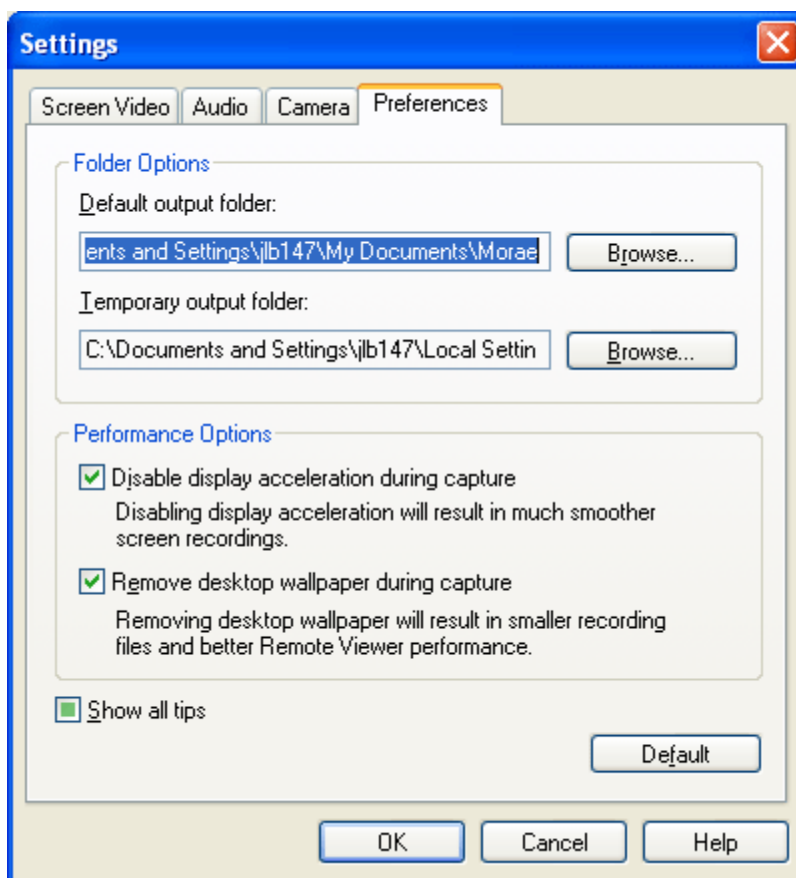 Settings
Screen Video Audio Camera Preferences
Folder Options
Default output folder:
ents and Settings\jlb147\My Documents\Morae Browse...
Temporary output folder:
C:\Documents and Settings\jlb147\Local Settin Browse...
Performance Options
Disable display acceleration during capture
Disabling display acceleration will result in much smoother
screen recordings.
Remove desktop wallpaper during capture
Removing desktop wallpaper will result in smaller recording
files and better Remote Viewer performance.
Show all tips
Default
OK Cancel Help